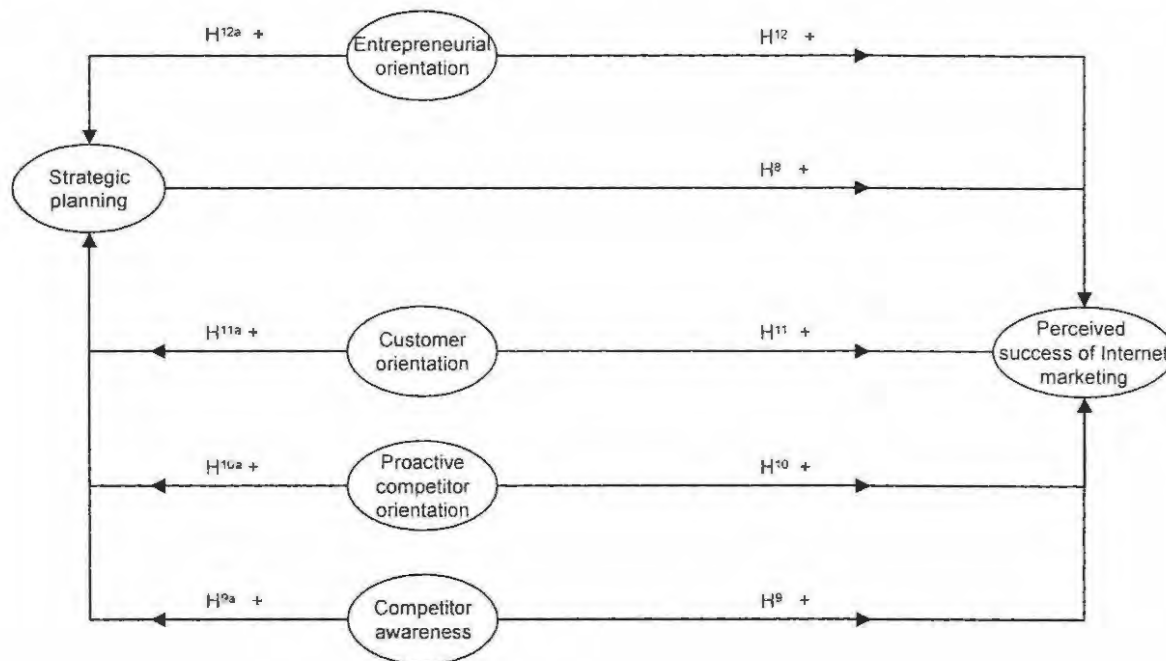 H12a +
Entrepreneurial
orientation
H12 +
Strategic
planning
H8 +
H11a +
Customer
orientation
H11 +
Perceived
success of Internet
marketing
H10a +
Proactive
competitor
orientation
H10 +
H9a +
Competitor
awareness
H9 +